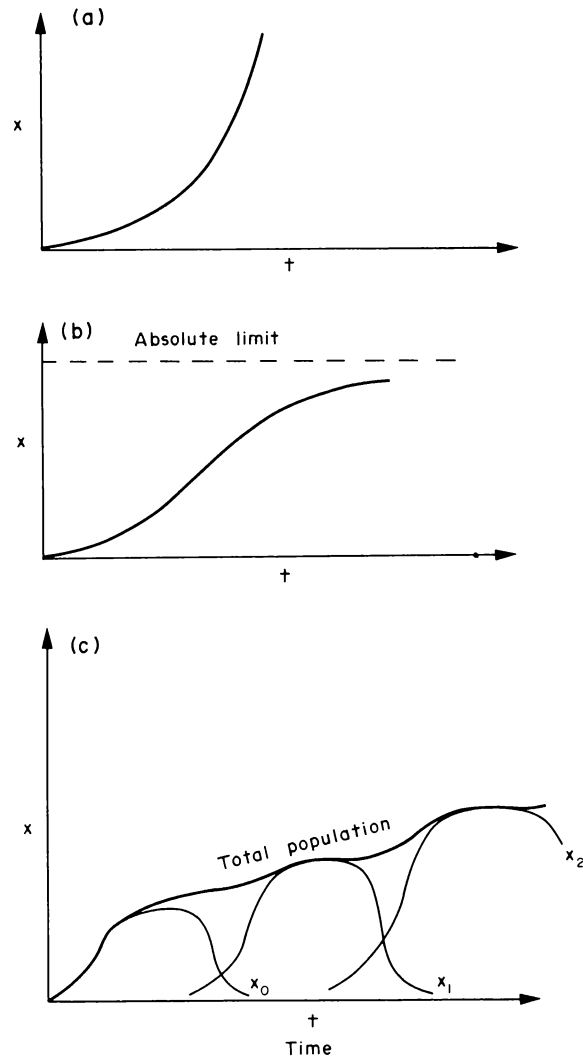 (a)
x
t
(b)
Absolute limit
x
t
(c)
x
Total population
x₂
x₀
x₁
t
Time